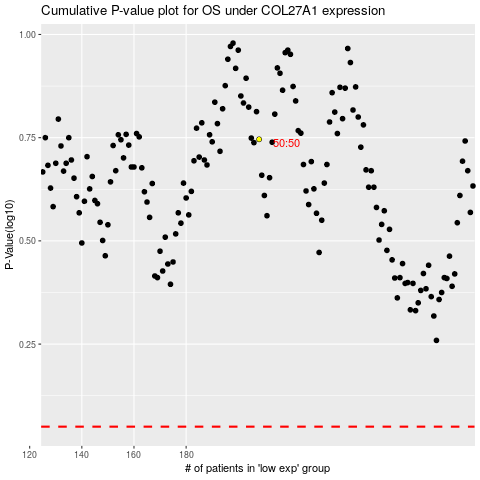 Cumulative P-value plot for OS under COL27A1 expression
P-Value(log10)
1.00
0.75
0.50
0.25
50:50
120 140 160 180
# of patients in 'low exp' group